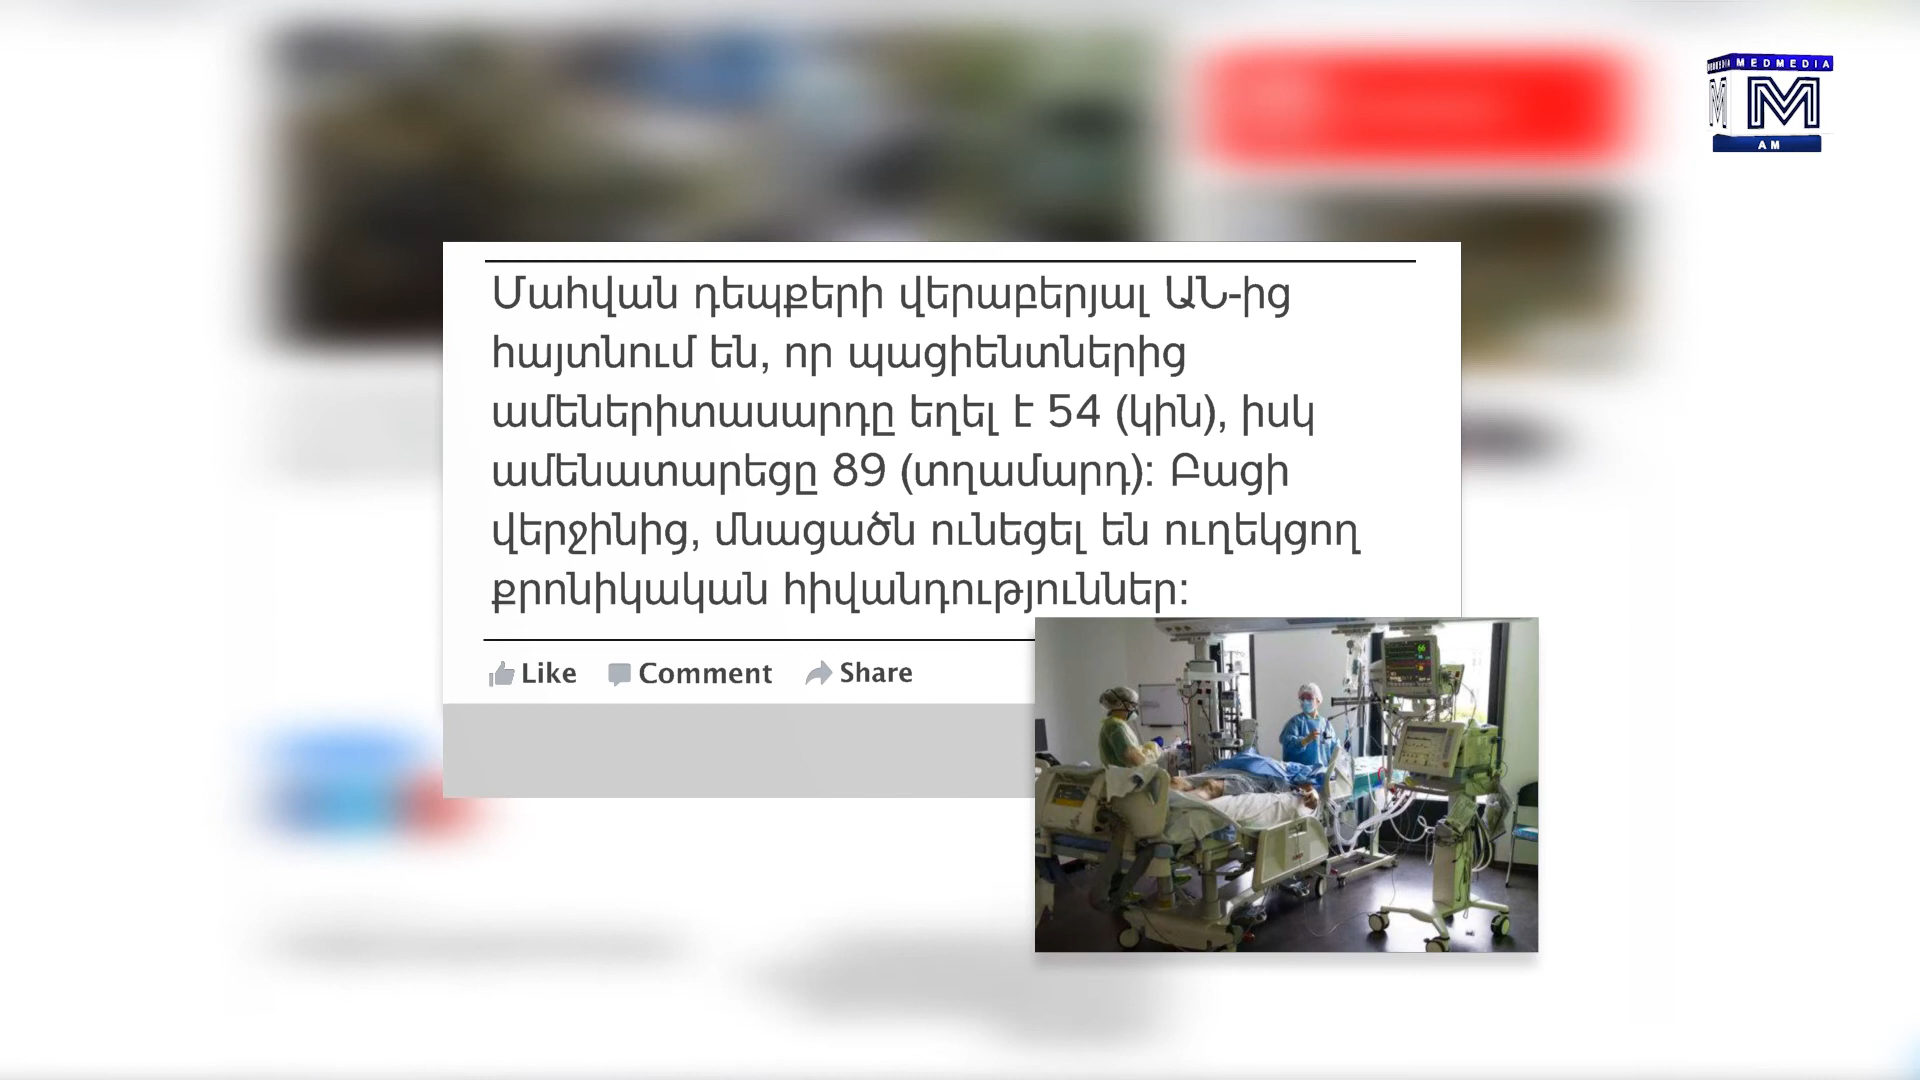 MEDMEDIA
M
M
AM
Մահվան դեպքերի վերաբերյալ ԱՆ-ից
հայտնում են, որ պացիենտներից
ամեներիտասարդը եղել է 54 (կին), իսկ
ամենատարեցը 89 (տղամարդ): Բացի
վերջինից, մնացածն ունեցել են ուղեկցող
քրոնիկական հիվանդություններ:
Like Comment Share